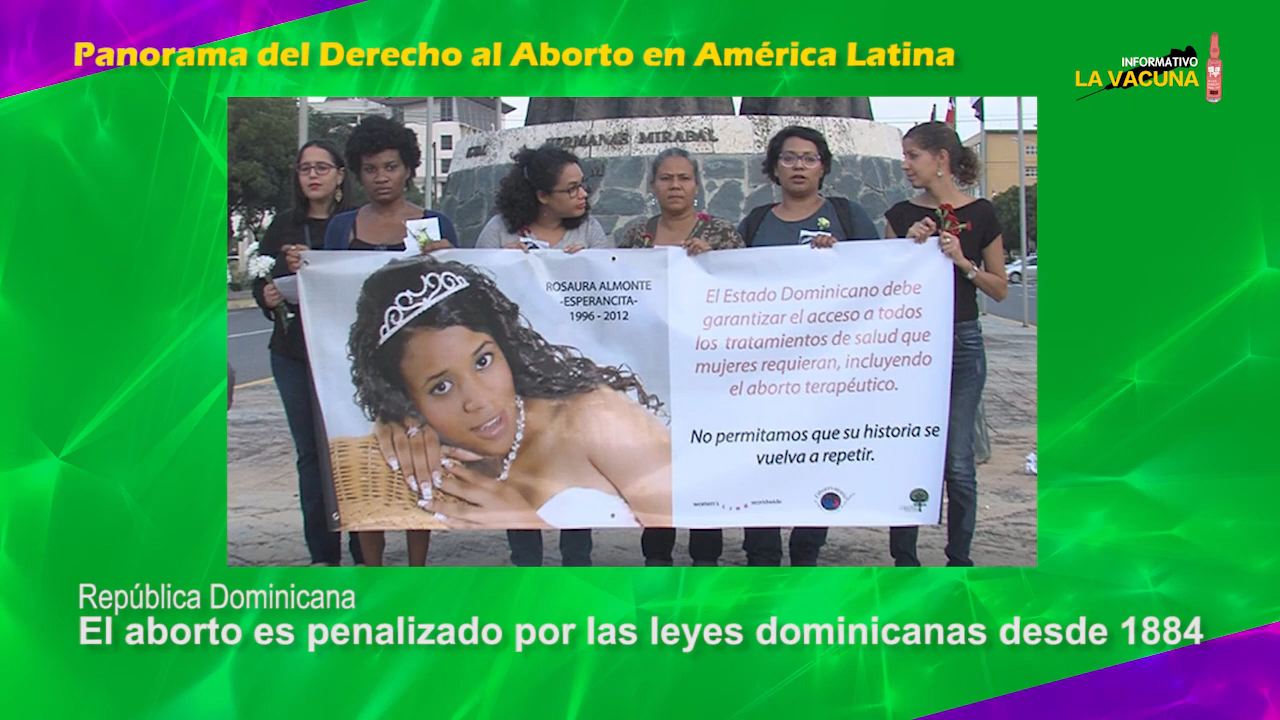 Panorama del Derecho al Aborto en América Latina
INFORMATIVO
LA VACUNA
HERMANAS MIRABAL
ROSAURA ALMONTE
-ESPERANCITA-
1996 - 2012
El Estado Dominicano debe
garantizar el acceso a todos
los tratamientos de salud que
mujeres requieran, incluyendo
el aborto terapéutico.
No permitamos que su historia se
vuelva a repetir.
women's link worldwide
República Dominicana
El aborto es penalizado por las leyes dominicanas desde 1884